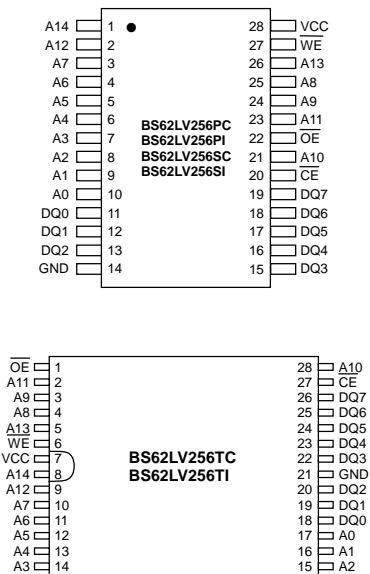 A14 1 28 VCC
A12 2 27 WE
A7 3 26 A13
A6 4 25 A8
A5 5 24 A9
A4 6 23 A11
BS62LV256PC
A3 7 22 OE
BS62LV256PI
A2 8 21 A10
BS62LV256SC
A1 9 20 CE
BS62LV256SI
A0 10 19 DQ7
DQ0 11 18 DQ6
DQ1 12 17 DQ5
DQ2 13 16 DQ4
GND 14 15 DQ3
OE 1 28 A10
A11 2 27 CE
A9 3 26 DQ7
A8 4 25 DQ6
A13 5 24 DQ5
WE 6 23 DQ4
VCC 7 BS62LV256TC 22 DQ3
A14 8 BS62LV256TI 21 GND
A12 9 20 DQ2
A7 10 19 DQ1
A6 11 18 DQ0
A5 12 17 A0
A4 13 16 A1
A3 14 15 A2